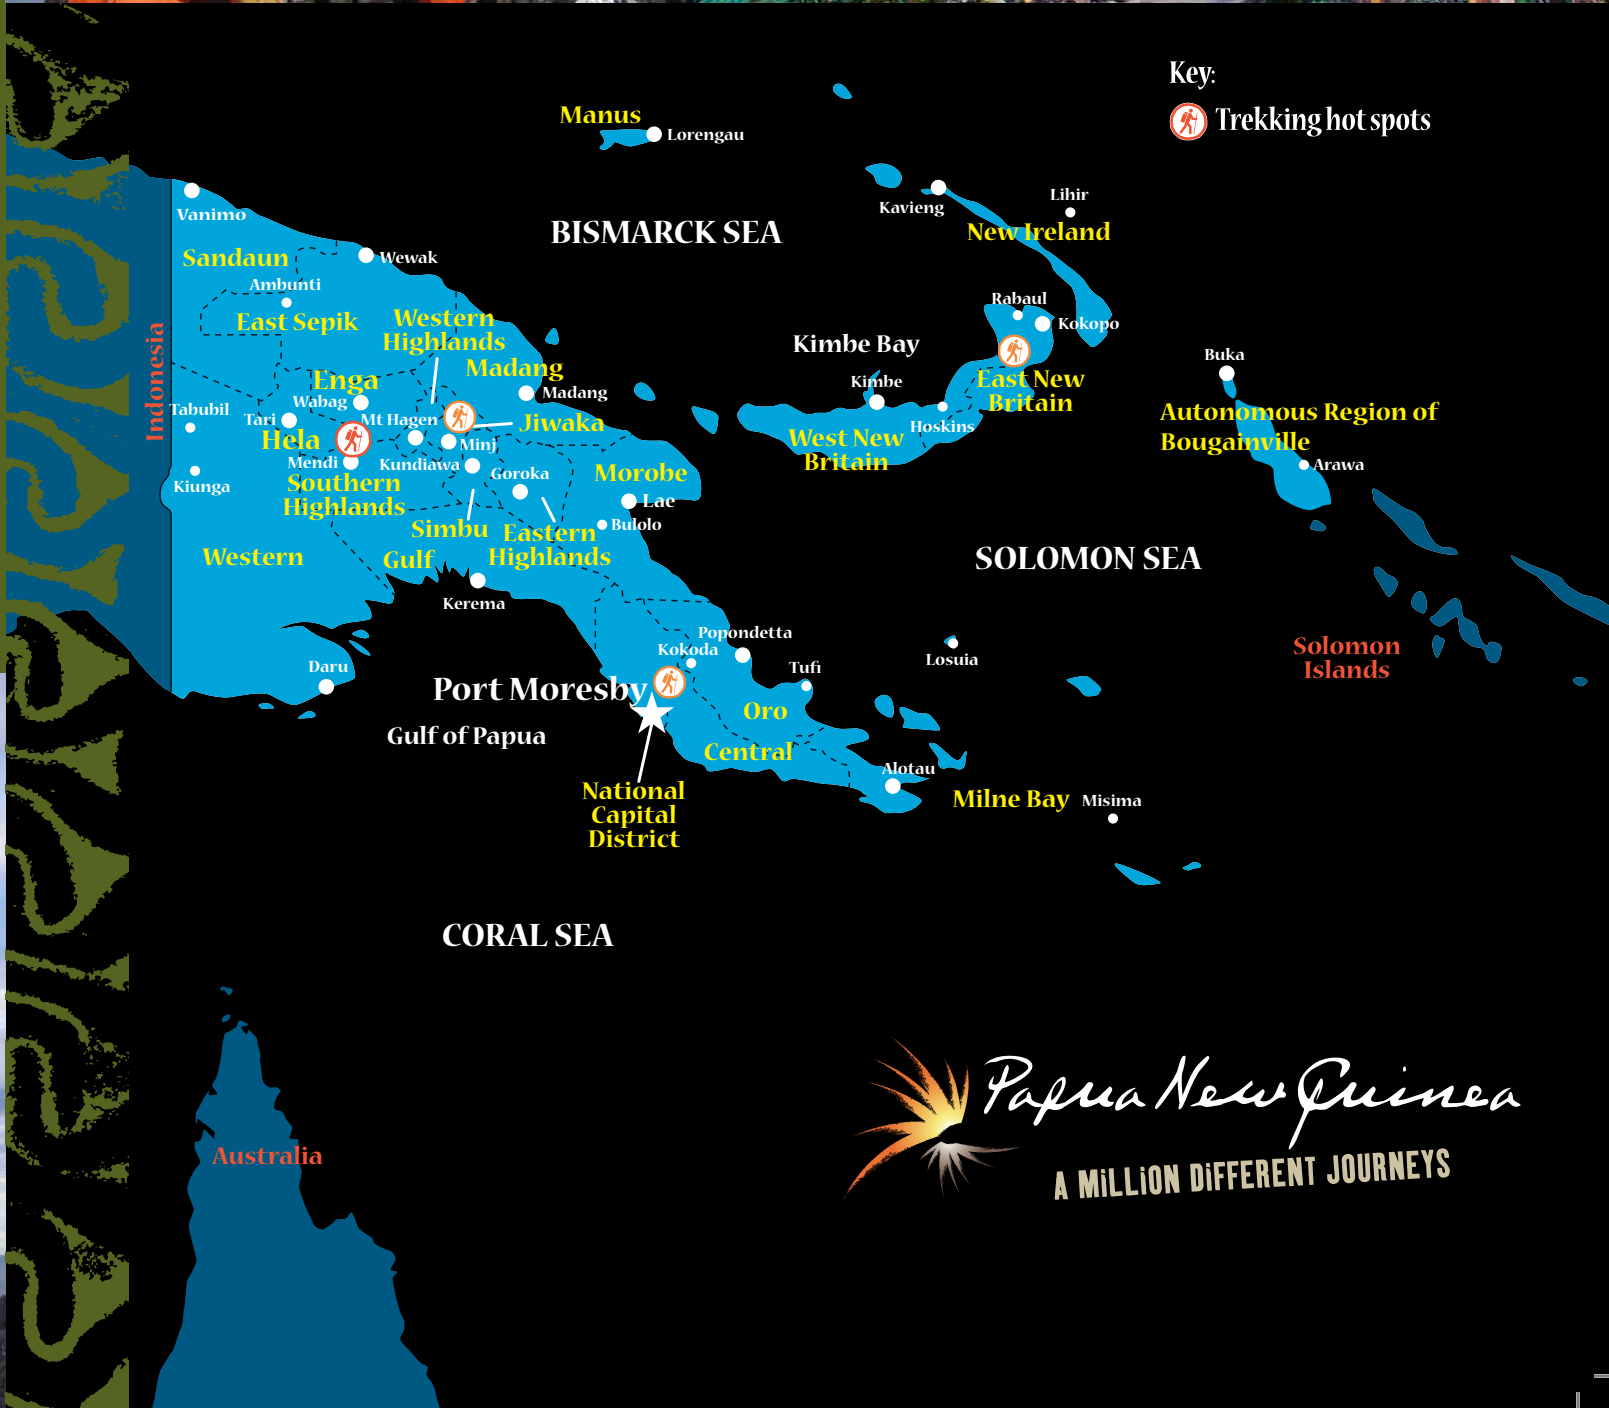 Key:
Trekking hot spots
Manus
Lorengau
Vanimo
BISMARCK SEA
Kavieng
Lihir
New Ireland
Sandaun
Wewak
Ambunti
East Sepik
Western
Highlands
Madang
Madang
Rabaul
Kokopo
Kimbe Bay
Kimbe
Hoskins
East New
Britain
West New
Britain
Buka
Autonomous Region of
Bougainville
Arawa
Indonesia
Enga
Wabag
Tabubil
Tari
Mt Hagen
Jiwaka
Hela
Minj
Mendi
Kundiawa
Goroka
Morobe
Kiunga
Southern
Highlands
Lae
Bulolo
Simbu
Eastern
Highlands
Western
Gulf
Kerema
SOLOMON SEA
Solomon
Islands
Popondetta
Kokoda
Tufi
Losuia
Daru
Port Moresby
Oro
Gulf of Papua
Central
Alotau
National
Capital
District
Milne Bay
Misima
CORAL SEA
Australia
Papua New Guinea
A MiLLiON DiFFERENT JOURNEYS